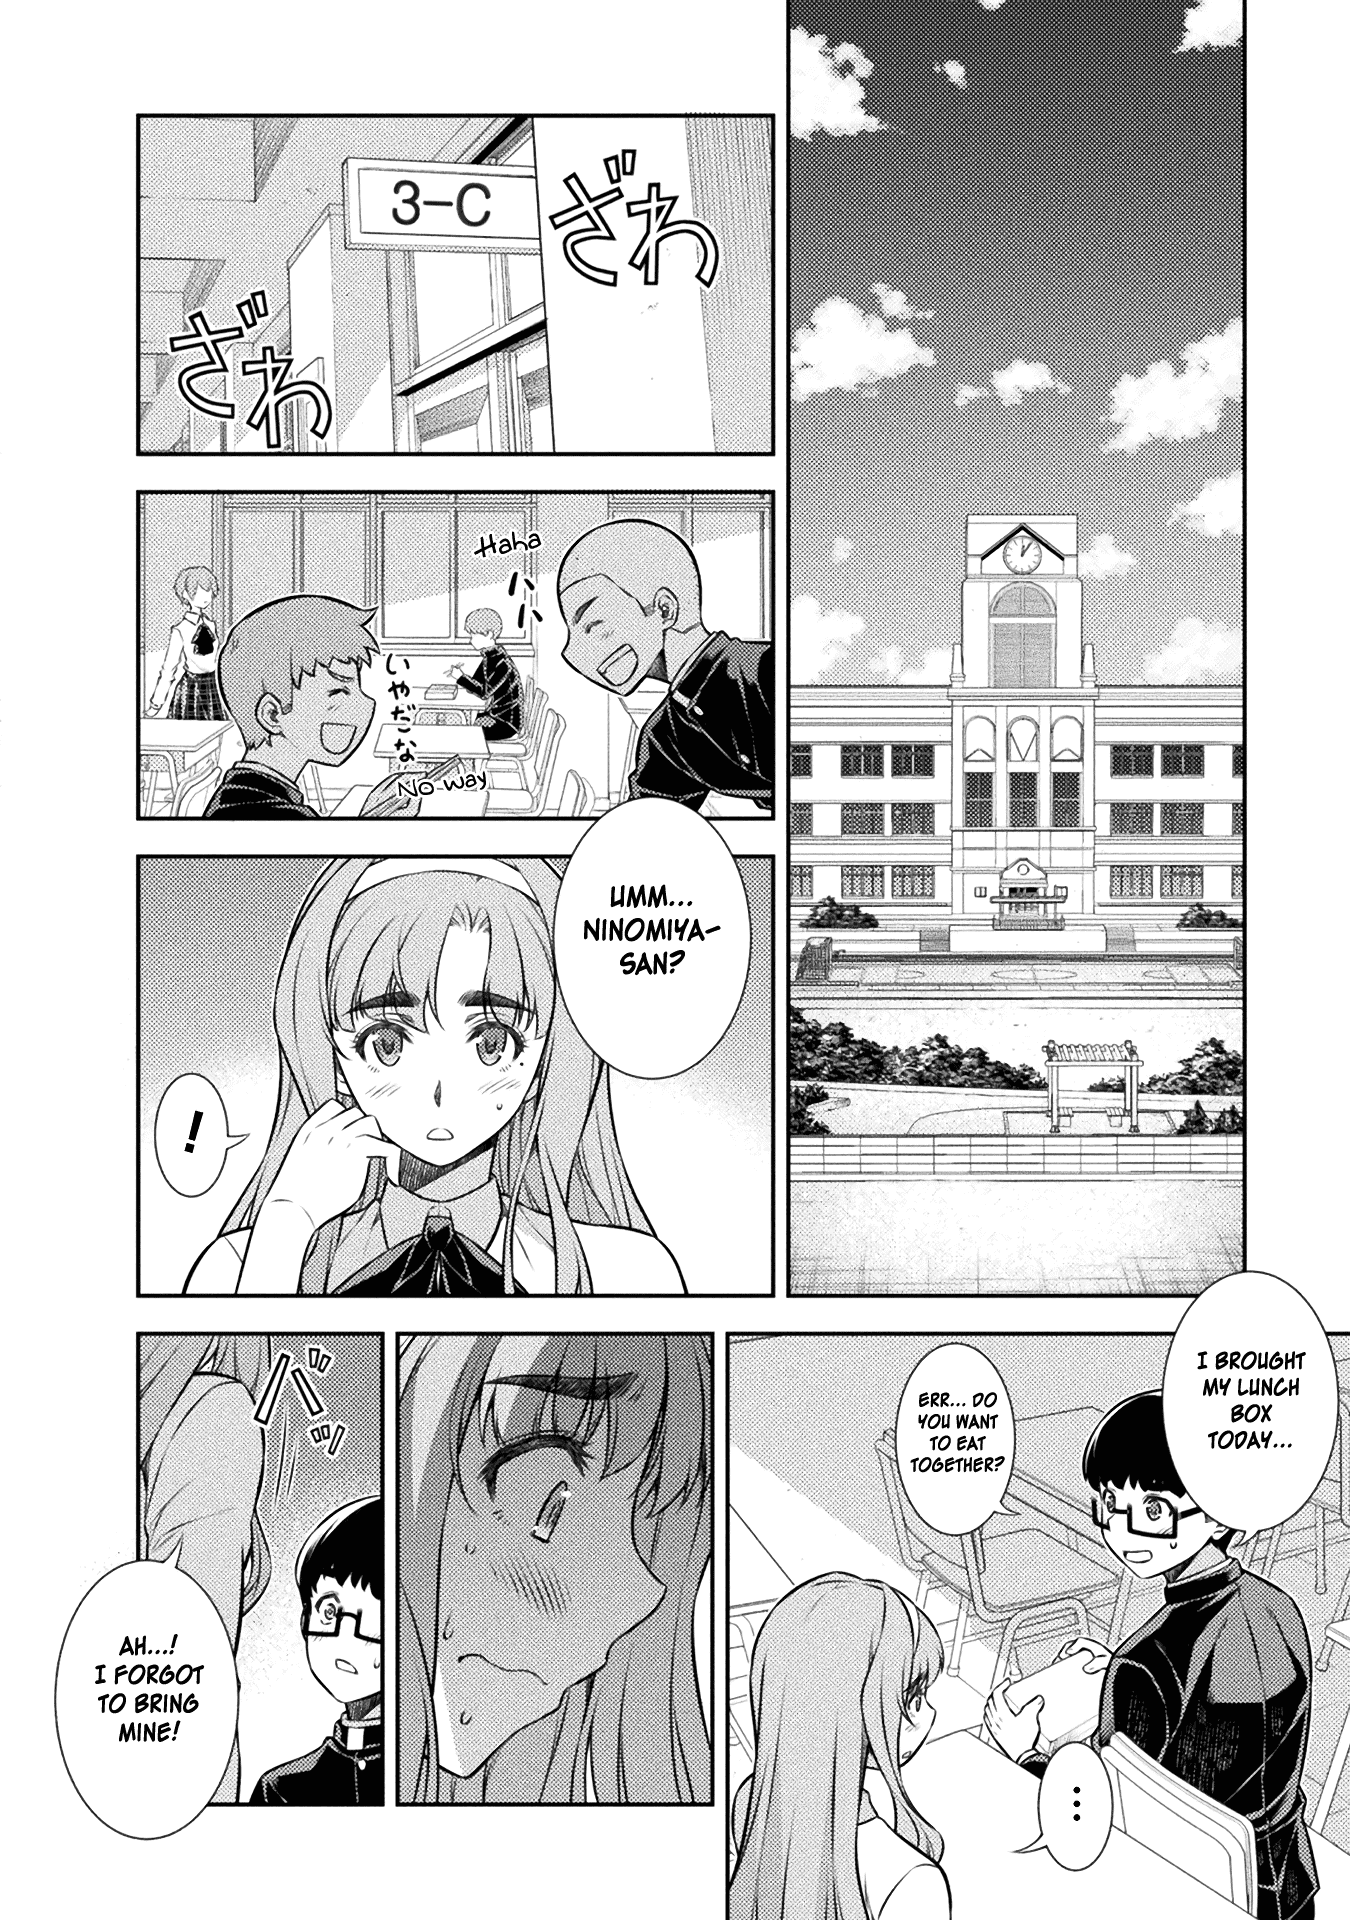 3-C
ざわ
ざわ
Haha
ハハ
いやだな
No way
UMM...
NINOMIYA-
SAN?
!
I BROUGHT
MY LUNCH
BOX
TODAY...
ERR... DO
YOU WANT
TO EAT
TOGETHER?
...
バッ
AH...!
I FORGOT
TO BRING
MINE!